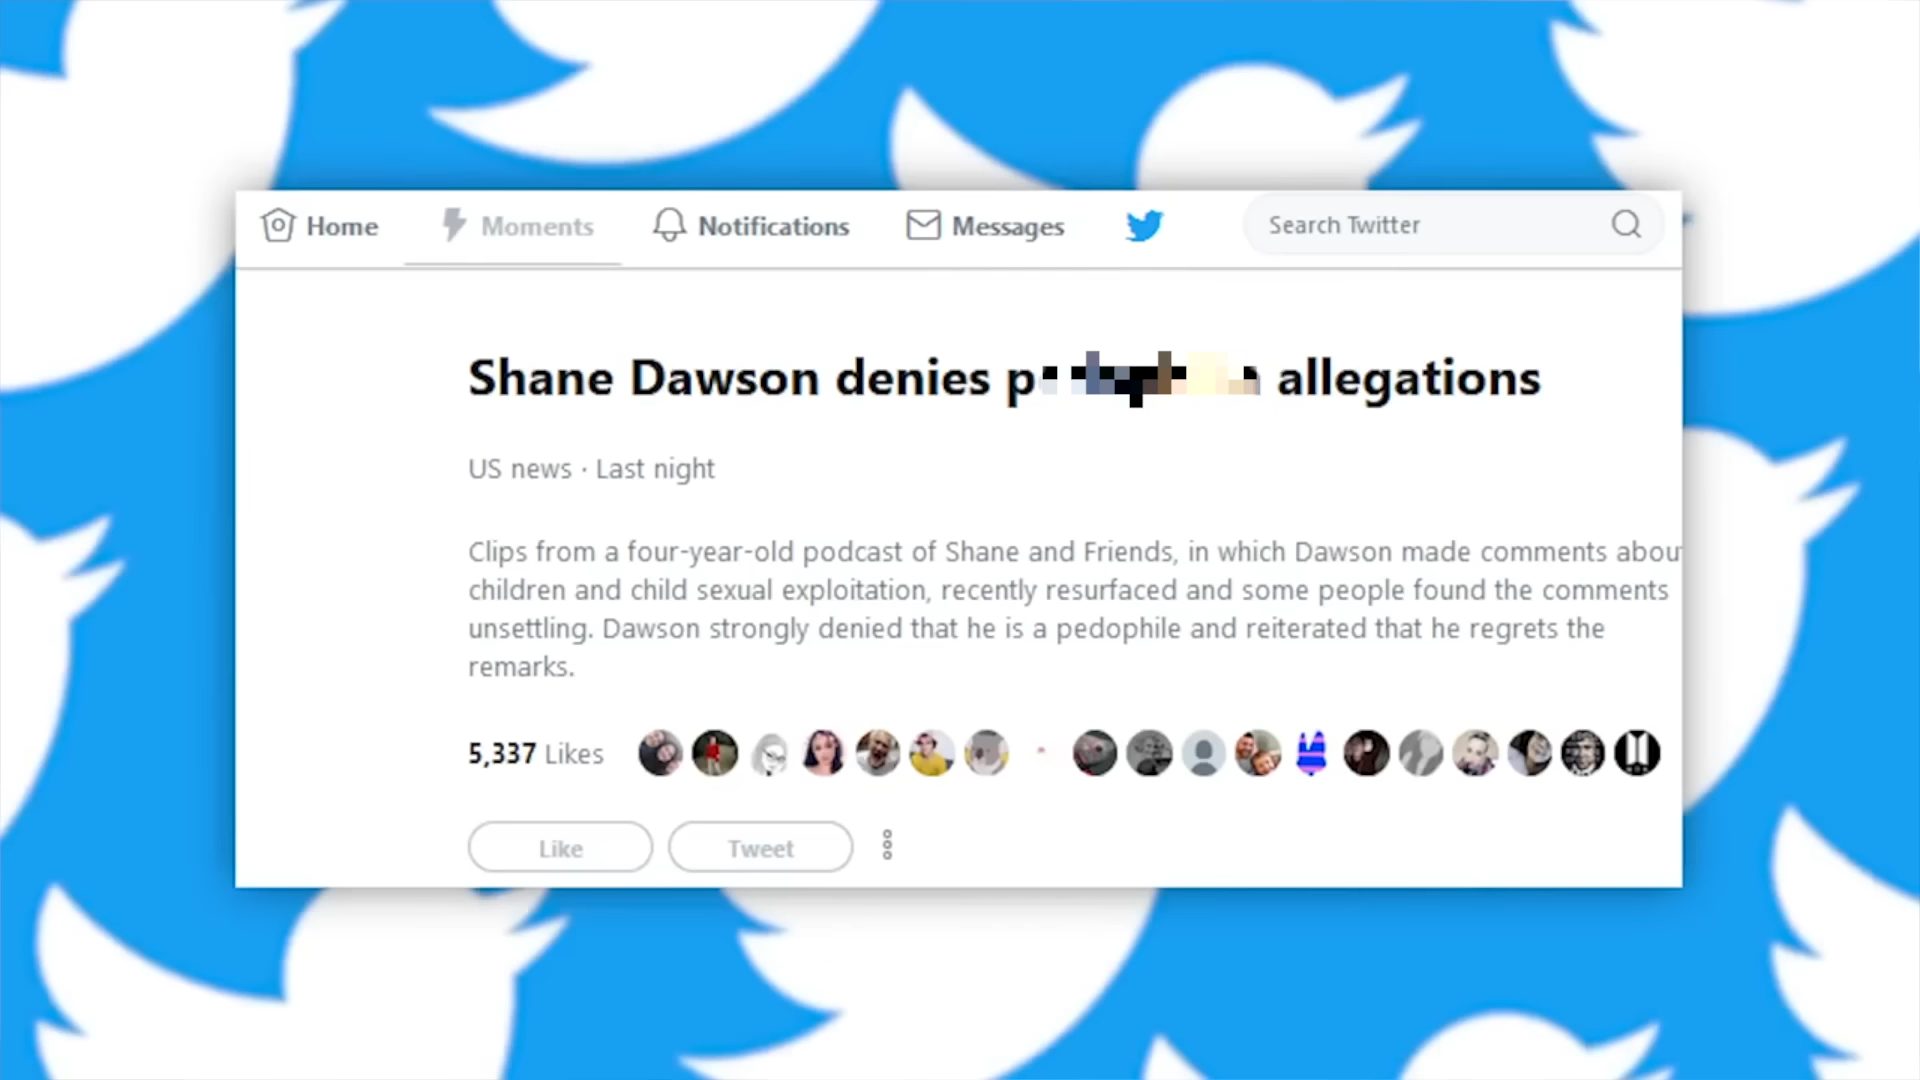 Home Moments Notifications Messages Search Twitter
Shane Dawson denies allegations
US news · Last night
Clips from a four-year-old podcast of Shane and Friends, in which Dawson made comments abou
children and child sexual exploitation, recently resurfaced and some people found the comments
unsettling. Dawson strongly denied that he is a pedophile and reiterated that he regrets the
remarks.
5,337 Likes
Like Tweet